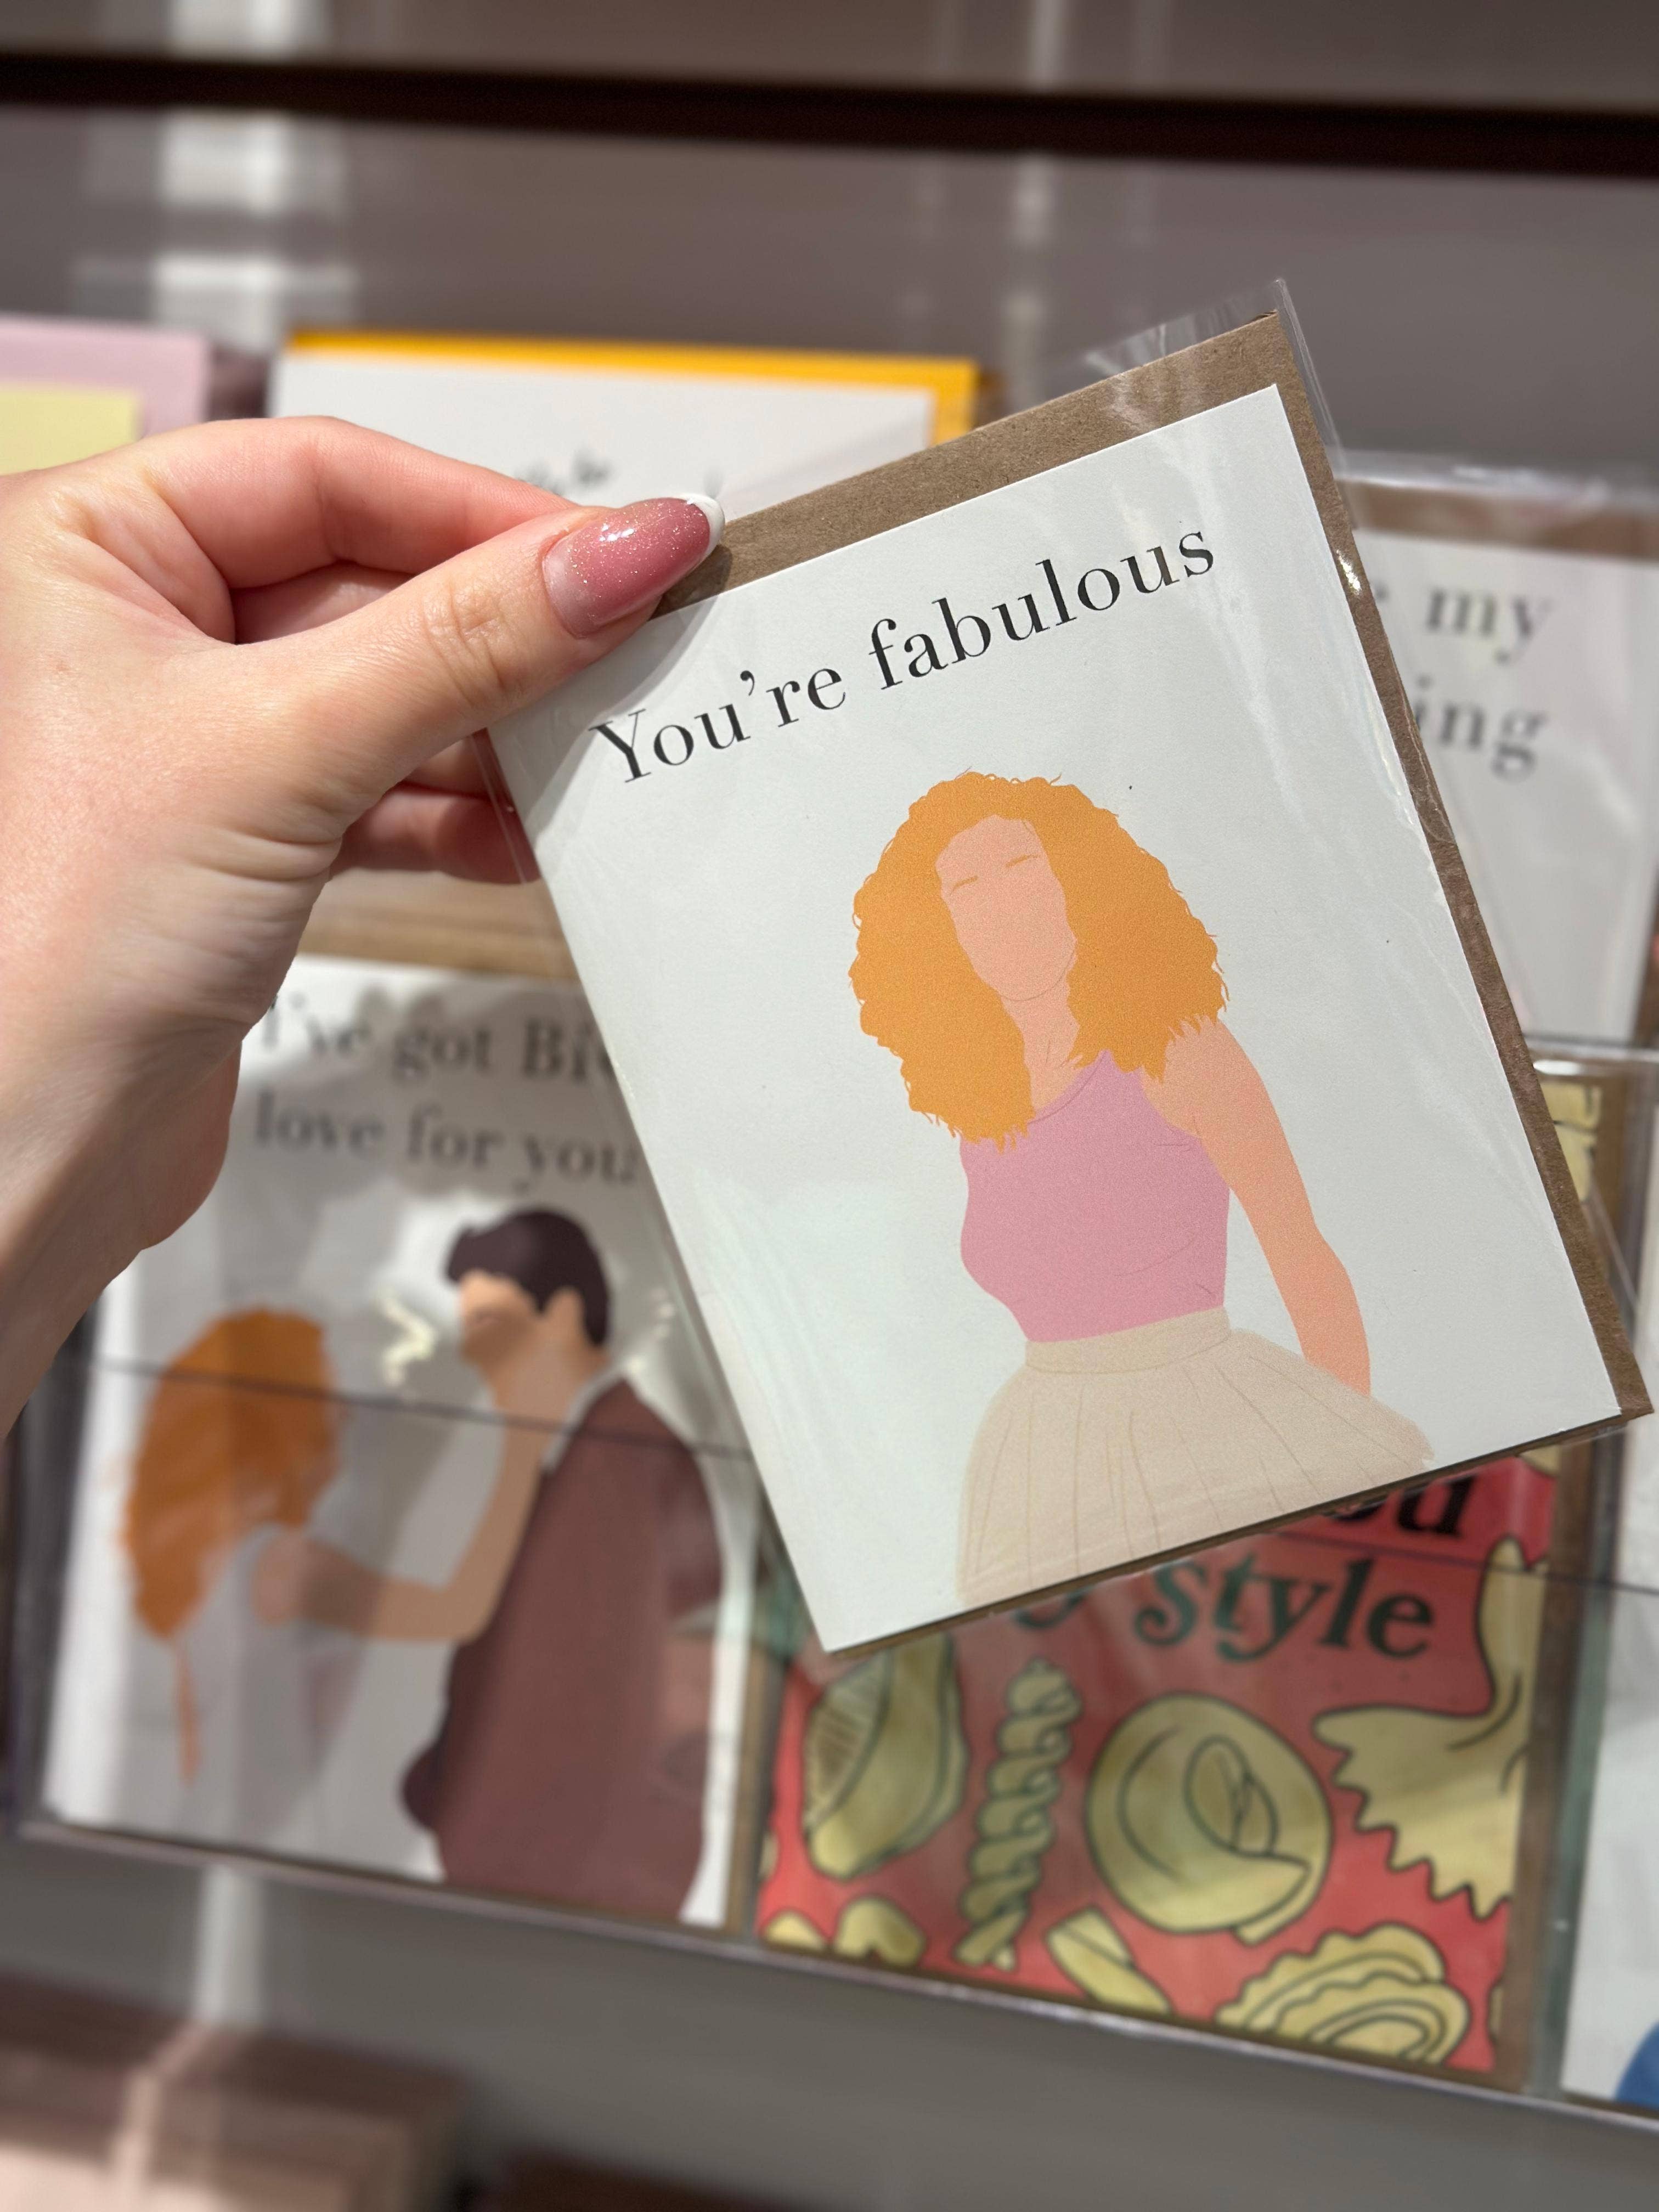 You're fabulous
my
ing
I've got Bi
love for you
style